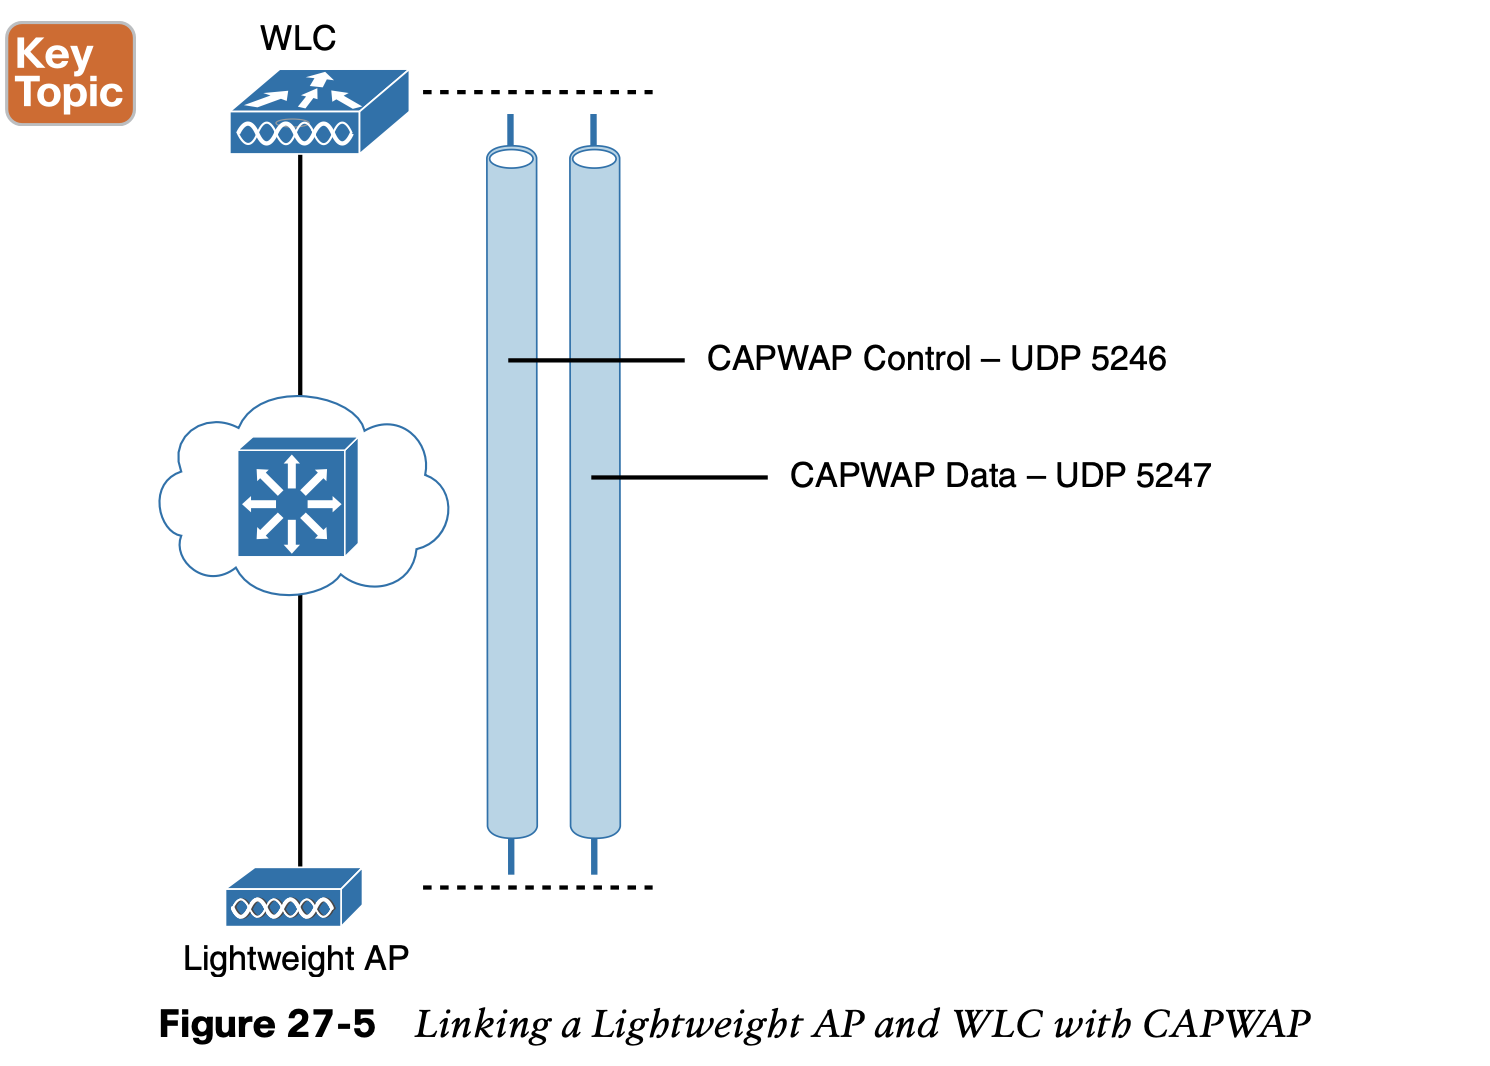 Key
Topic
WLC
CAPWAP Control – UDP 5246
CAPWAP Data – UDP 5247
Lightweight AP
Figure 27-5 Linking a Lightweight AP and WLC with CAPWAP